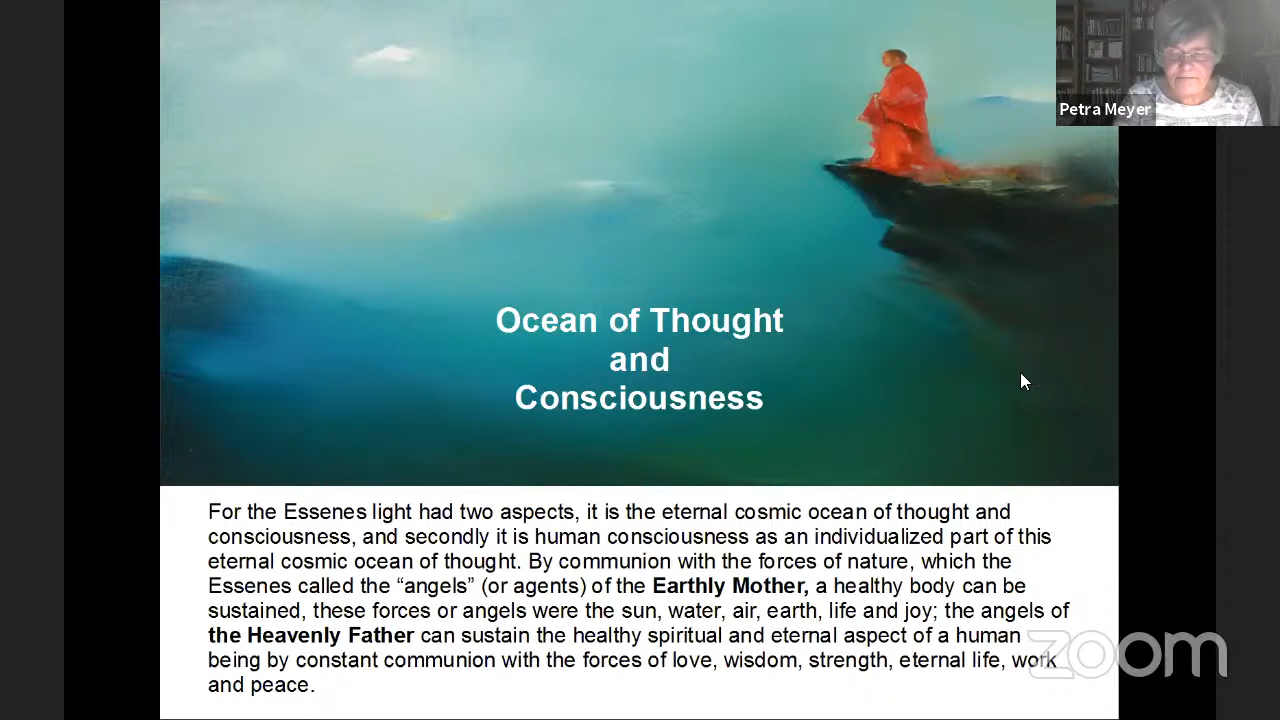 Petra Meyer
Ocean of Thought
and
Consciousness
For the Essenes light had two aspects, it is the eternal cosmic ocean of thought and
consciousness, and secondly it is human consciousness as an individualized part of this
eternal cosmic ocean of thought. By communion with the forces of nature, which the
Essenes called the “angels” (or agents) of the Earthly Mother, a healthy body can be
sustained, these forces or angels were the sun, water, air, earth, life and joy; the angels of
the Heavenly Father can sustain the healthy spiritual and eternal aspect of a human
being by constant communion with the forces of love, wisdom, strength, eternal life, work
and peace.
zoom